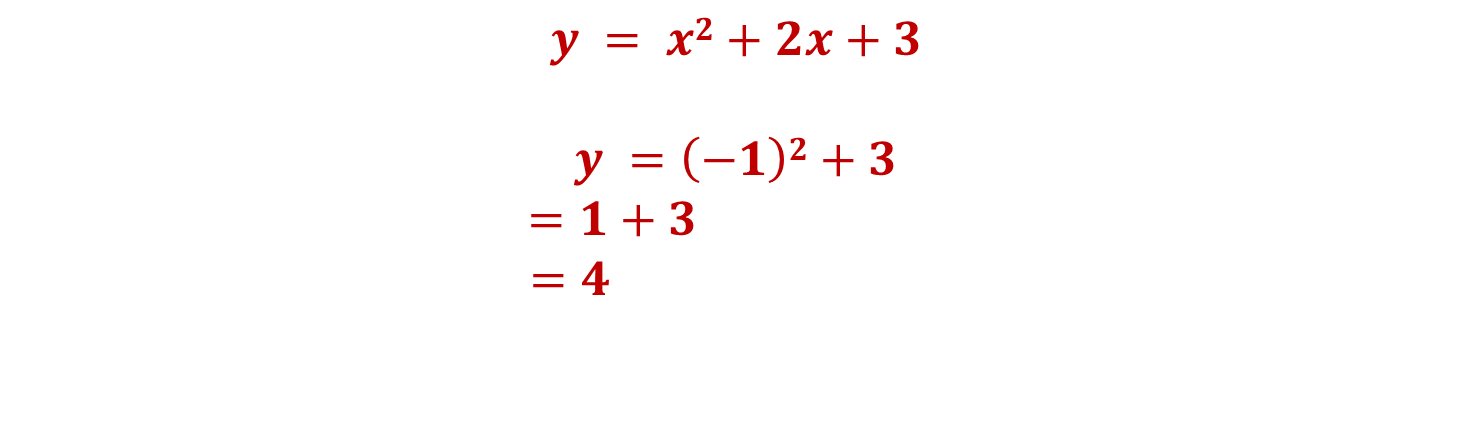 y = x² + 2x + 3
y = (−1)² + 3
= 1 + 3
= 4